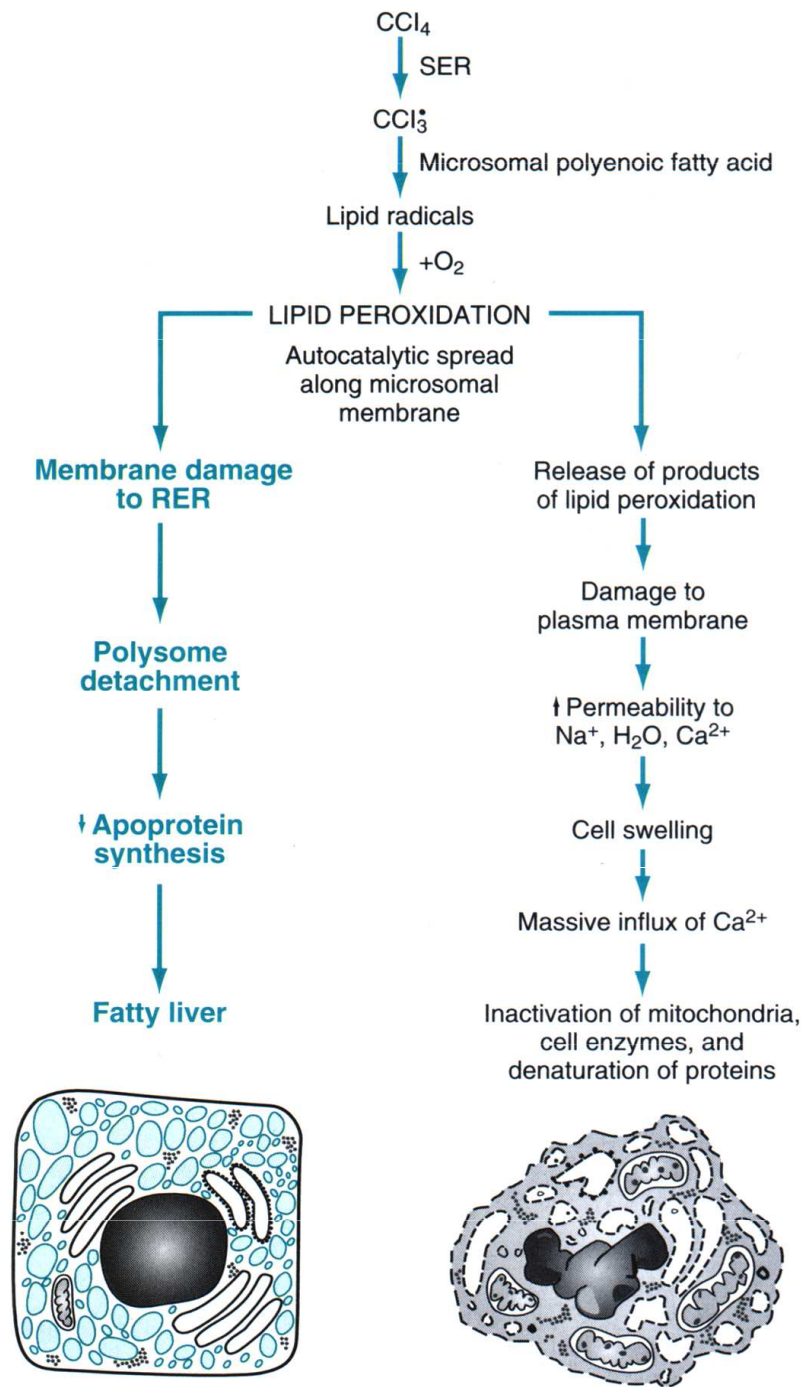 CCl₄
SER
CCl₃•
Microsomal polyenoic fatty acid
Lipid radicals
+O₂
LIPID PEROXIDATION
Autocatalytic spread
along microsomal
membrane
Membrane damage
to RER
Polysome
detachment
↓ Apoprotein
synthesis
Fatty liver
Release of products
of lipid peroxidation
Damage to
plasma membrane
↑ Permeability to
Na⁺, H₂O, Ca²⁺
Cell swelling
Massive influx of Ca²⁺
Inactivation of mitochondria,
cell enzymes, and
denaturation of proteins